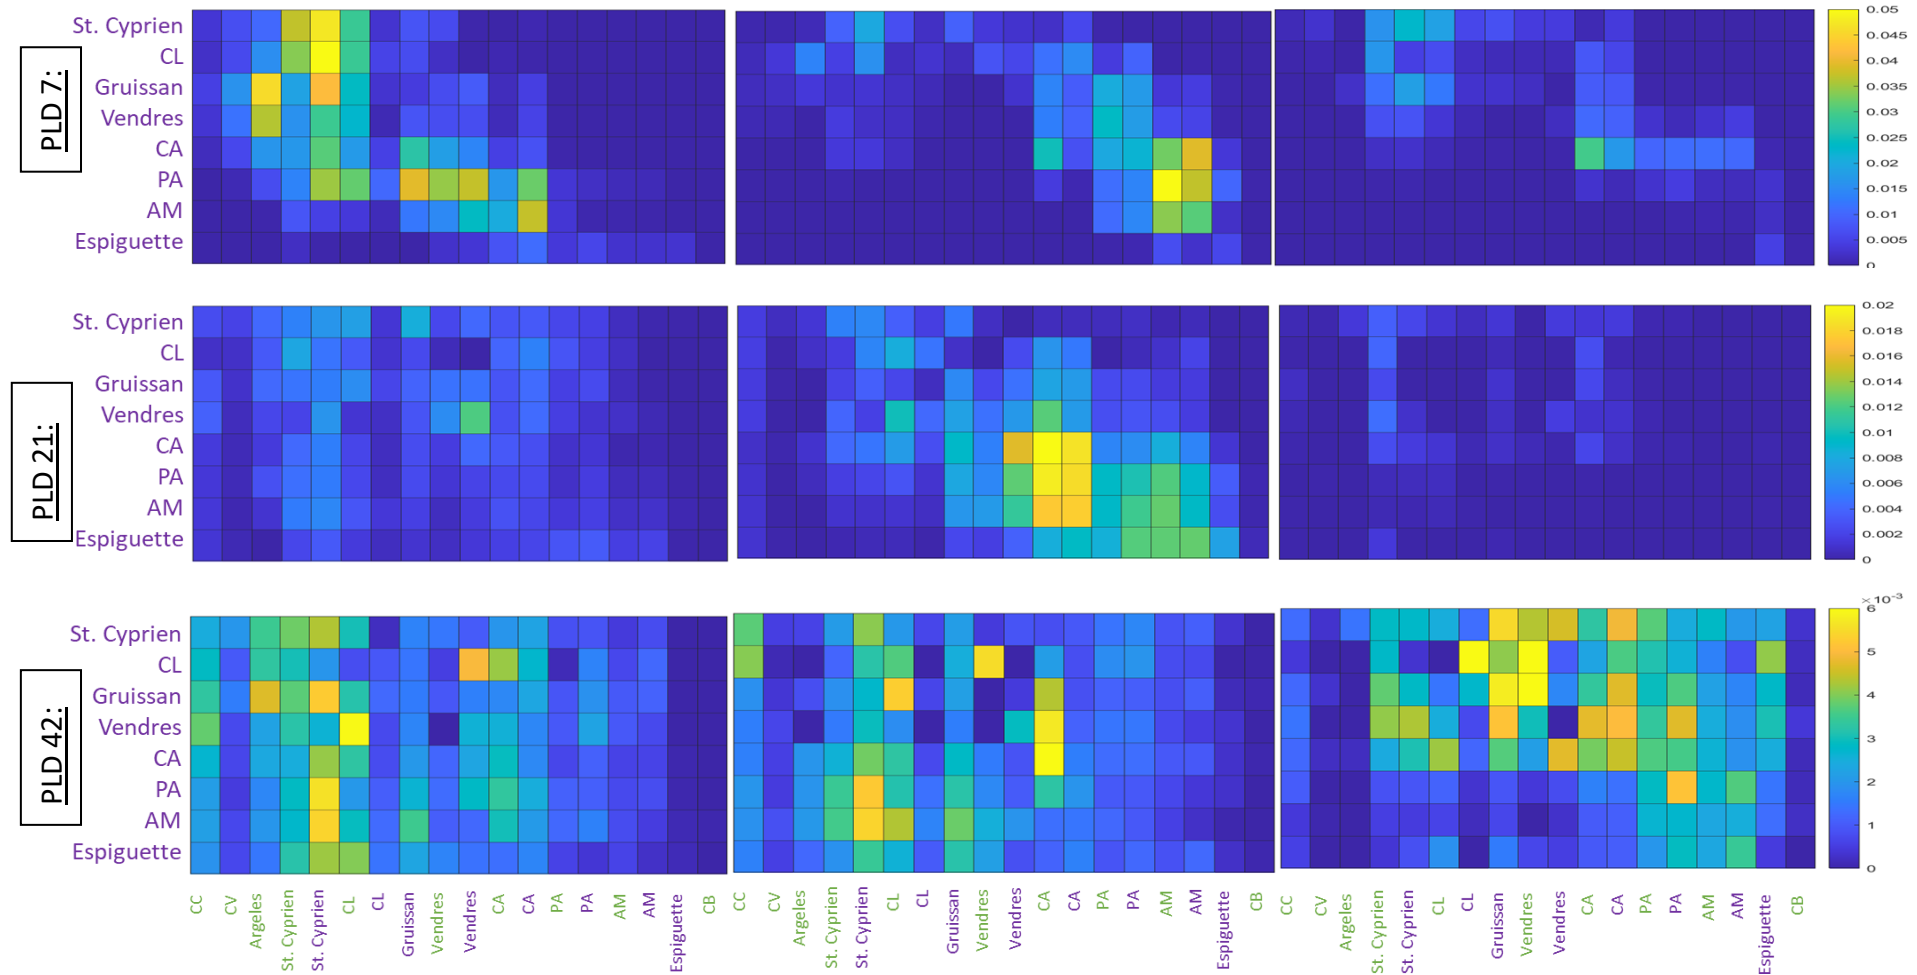 PLD 7:
St. Cyprien
CL
Gruissan
Vendres
CA
PA
AM
Espiguette
0.05
0.045
0.04
0.035
0.03
0.025
0.02
0.015
0.01
0.005
0
PLD 21:
St. Cyprien
CL
Gruissan
Vendres
CA
PA
AM
Espiguette
0.02
0.018
0.016
0.014
0.012
0.01
0.008
0.006
0.004
0.002
0
PLD 42:
St. Cyprien
CL
Gruissan
Vendres
CA
PA
AM
Espiguette
×10⁻³
6
5
4
3
2
1
0
CC
CV
Argeles
St. Cyprien
St. Cyprien
CL
CL
Gruissan
Vendres
Vendres
CA
CA
PA
PA
AM
AM
Espiguette
CB
CC
CV
Argeles
St. Cyprien
St. Cyprien
CL
CL
Gruissan
Vendres
Vendres
CA
CA
PA
PA
AM
AM
Espiguette
CB
CC
CV
Argeles
St. Cyprien
St. Cyprien
CL
CL
Gruissan
Vendres
Vendres
CA
CA
PA
PA
AM
AM
Espiguette
CB